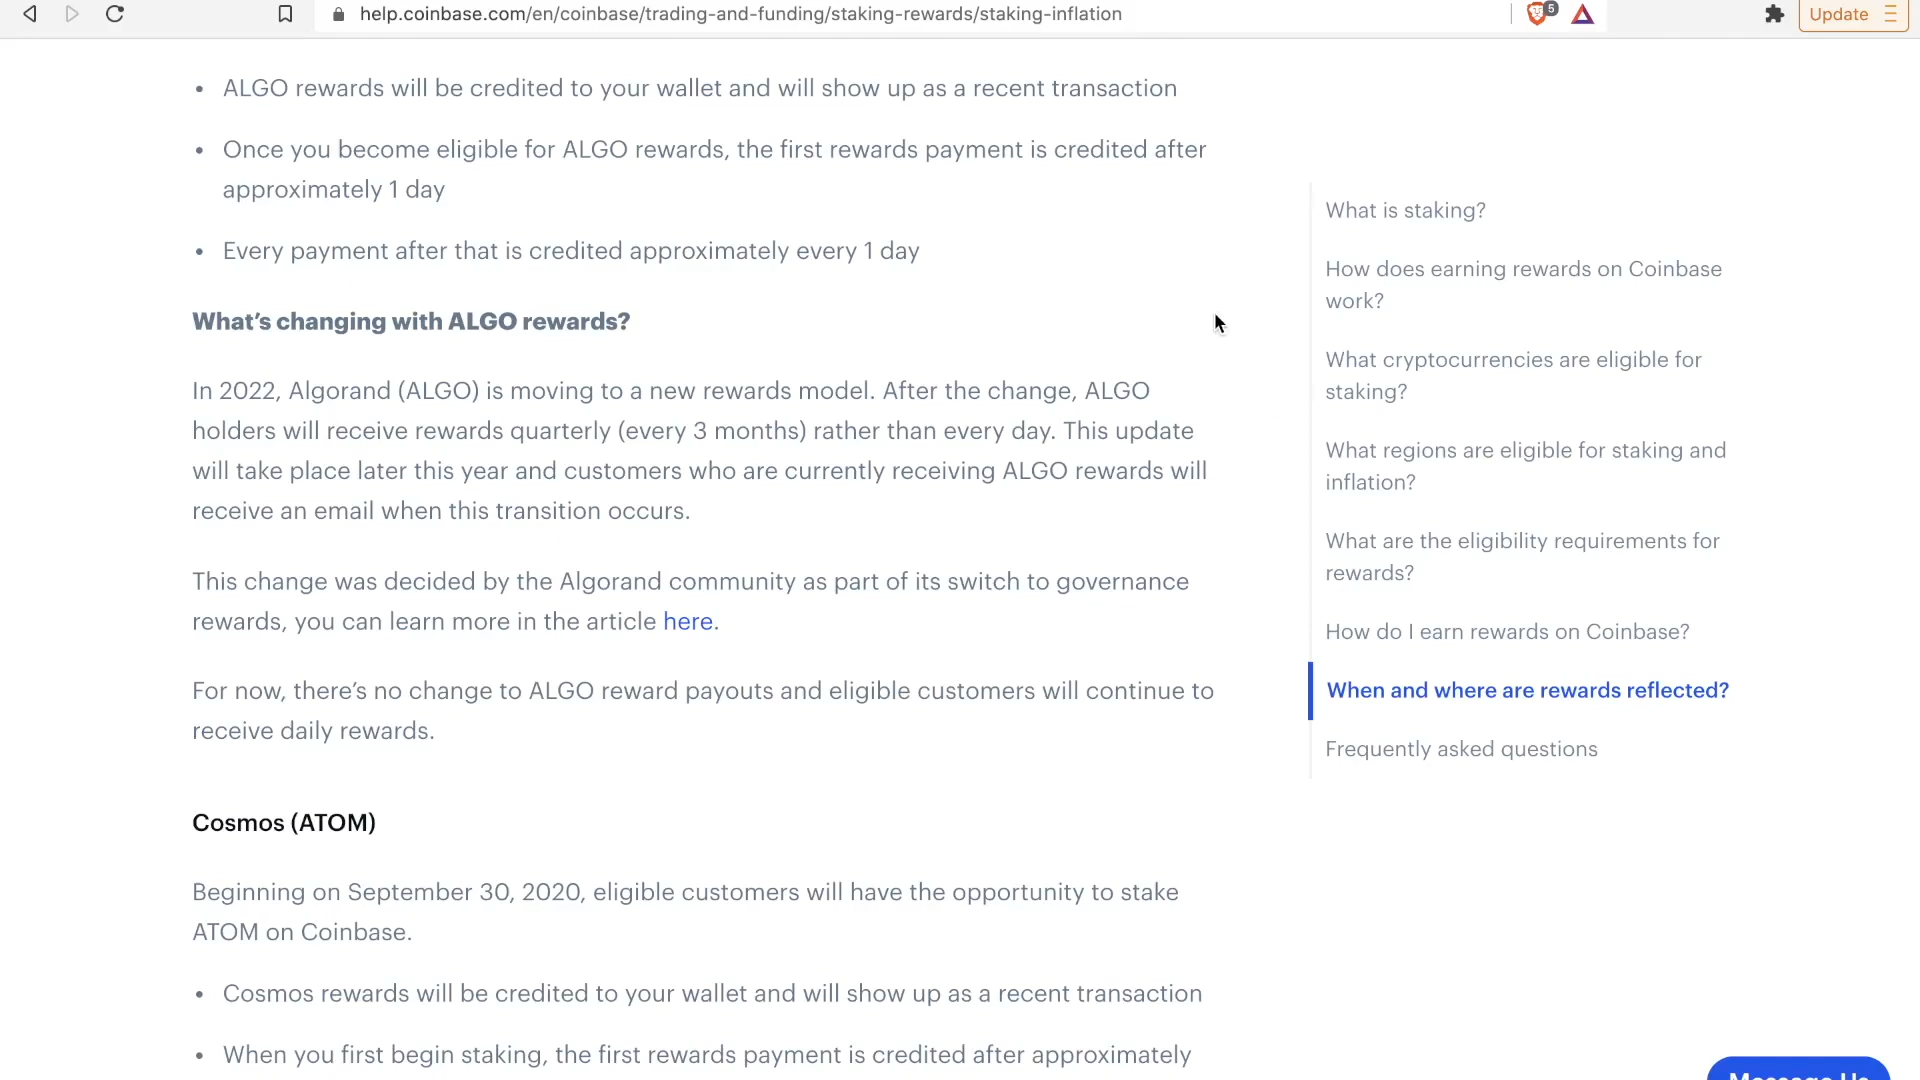 help.coinbase.com/en/coinbase/trading-and-funding/staking-rewards/staking-inflation
5
Update
• ALGO rewards will be credited to your wallet and will show up as a recent transaction
• Once you become eligible for ALGO rewards, the first rewards payment is credited after
approximately 1 day
• Every payment after that is credited approximately every 1 day
What’s changing with ALGO rewards?
In 2022, Algorand (ALGO) is moving to a new rewards model. After the change, ALGO
holders will receive rewards quarterly (every 3 months) rather than every day. This update
will take place later this year and customers who are currently receiving ALGO rewards will
receive an email when this transition occurs.
This change was decided by the Algorand community as part of its switch to governance
rewards, you can learn more in the article here.
For now, there’s no change to ALGO reward payouts and eligible customers will continue to
receive daily rewards.
Cosmos (ATOM)
Beginning on September 30, 2020, eligible customers will have the opportunity to stake
ATOM on Coinbase.
• Cosmos rewards will be credited to your wallet and will show up as a recent transaction
• When you first begin staking, the first rewards payment is credited after approximately
What is staking?
How does earning rewards on Coinbase
work?
What cryptocurrencies are eligible for
staking?
What regions are eligible for staking and
inflation?
What are the eligibility requirements for
rewards?
How do I earn rewards on Coinbase?
When and where are rewards reflected?
Frequently asked questions
Message Us